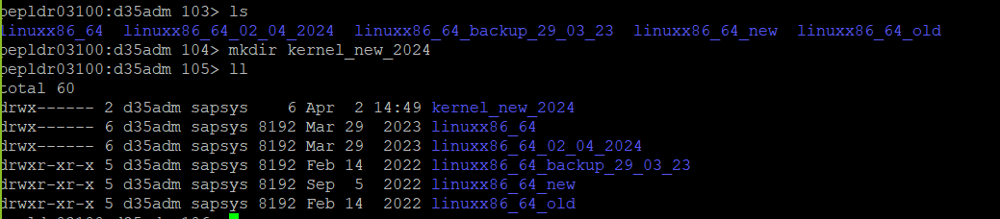 pepldr03100:d35adm 103> ls
linuxx86_64 linuxx86_64_02_04_2024 linuxx86_64_backup_29_03_23 linuxx86_64_new linuxx86_64_old
pepldr03100:d35adm 104> mkdir kernel_new_2024
pepldr03100:d35adm 105> ll
total 60
drwx------ 2 d35adm sapsys 6 Apr 2 14:49 kernel_new_2024
drwx------ 6 d35adm sapsys 8192 Mar 29 2023 linuxx86_64
drwx------ 6 d35adm sapsys 8192 Mar 29 2023 linuxx86_64_02_04_2024
drwxr-xr-x 5 d35adm sapsys 8192 Feb 14 2022 linuxx86_64_backup_29_03_23
drwxr-xr-x 5 d35adm sapsys 8192 Sep 5 2022 linuxx86_64_new
drwxr-xr-x 5 d35adm sapsys 8192 Feb 14 2022 linuxx86_64_old